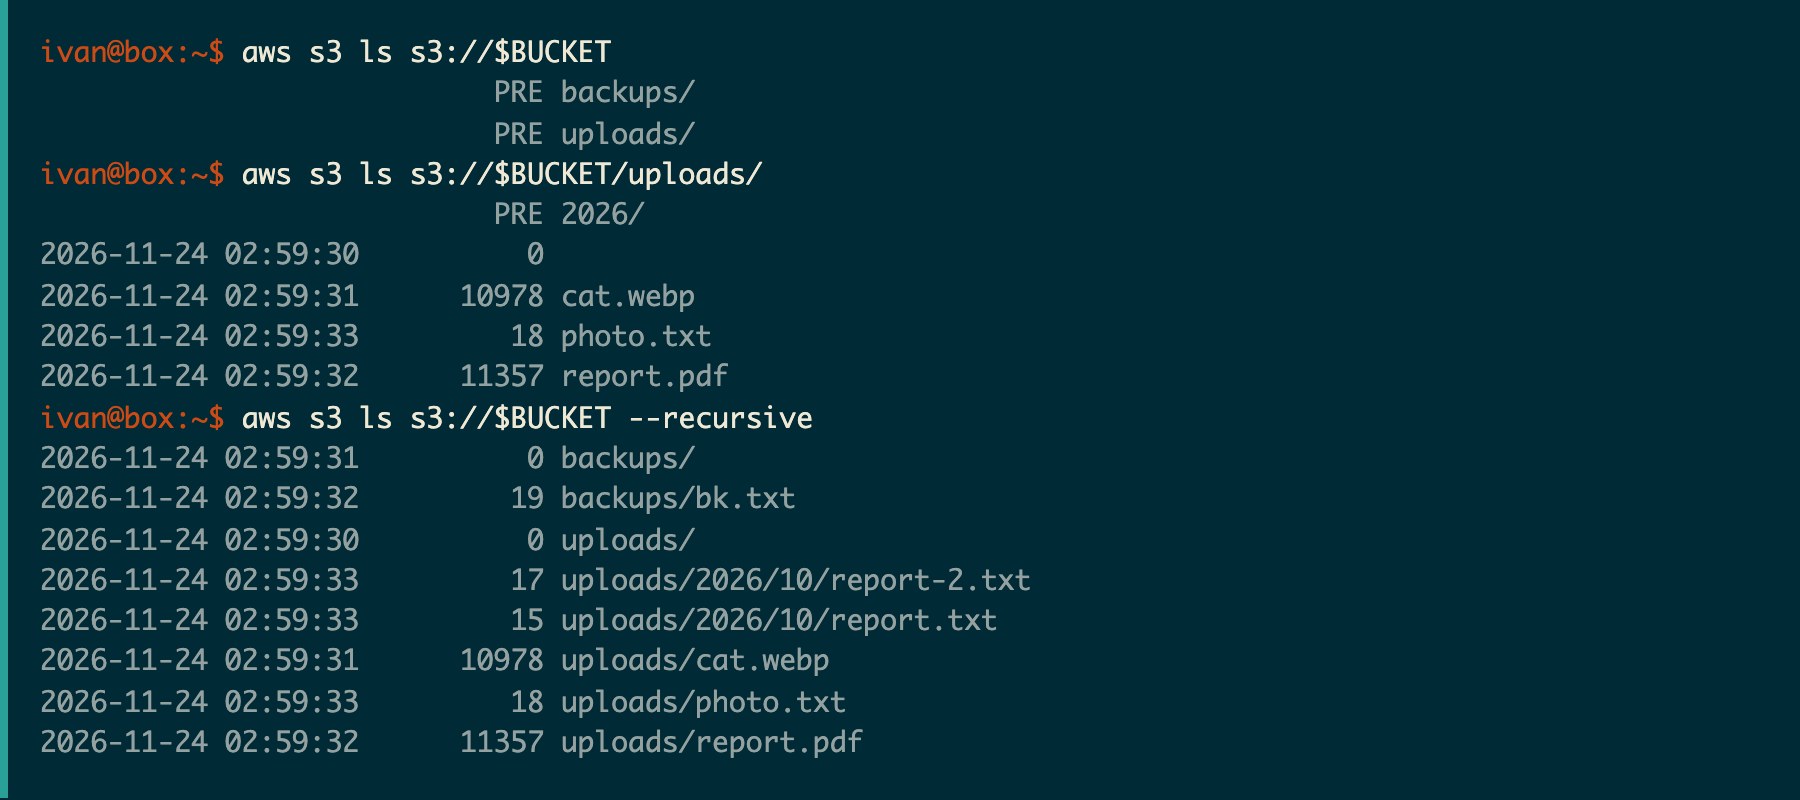 ivan@box:~$ aws s3 ls s3://$BUCKET
                           PRE backups/
                           PRE uploads/
ivan@box:~$ aws s3 ls s3://$BUCKET/uploads/
                           PRE 2026/
2026-11-24 02:59:30          0
2026-11-24 02:59:31      10978 cat.webp
2026-11-24 02:59:33         18 photo.txt
2026-11-24 02:59:32      11357 report.pdf
ivan@box:~$ aws s3 ls s3://$BUCKET --recursive
2026-11-24 02:59:31          0 backups/
2026-11-24 02:59:32         19 backups/bk.txt
2026-11-24 02:59:30          0 uploads/
2026-11-24 02:59:33         17 uploads/2026/10/report-2.txt
2026-11-24 02:59:33         15 uploads/2026/10/report.txt
2026-11-24 02:59:31      10978 uploads/cat.webp
2026-11-24 02:59:33         18 uploads/photo.txt
2026-11-24 02:59:32      11357 uploads/report.pdf